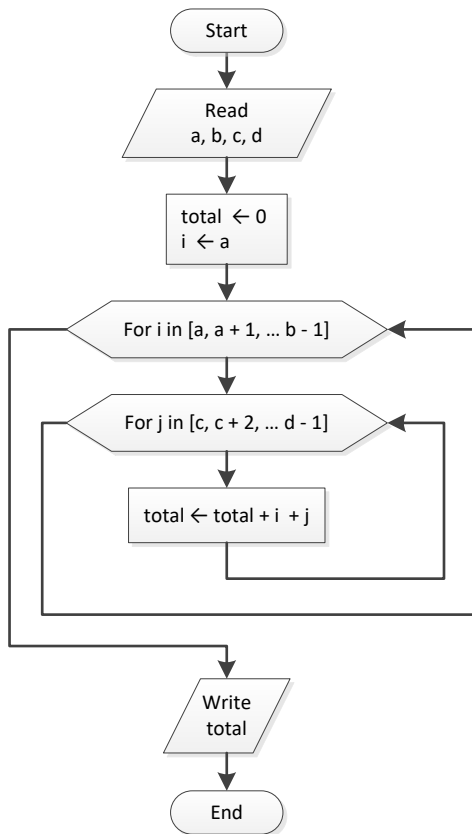 Start
Read
a, b, c, d
total ← 0
i ← a
For i in [a, a + 1, … b - 1]
For j in [c, c + 2, … d - 1]
total ← total + i + j
Write
total
End